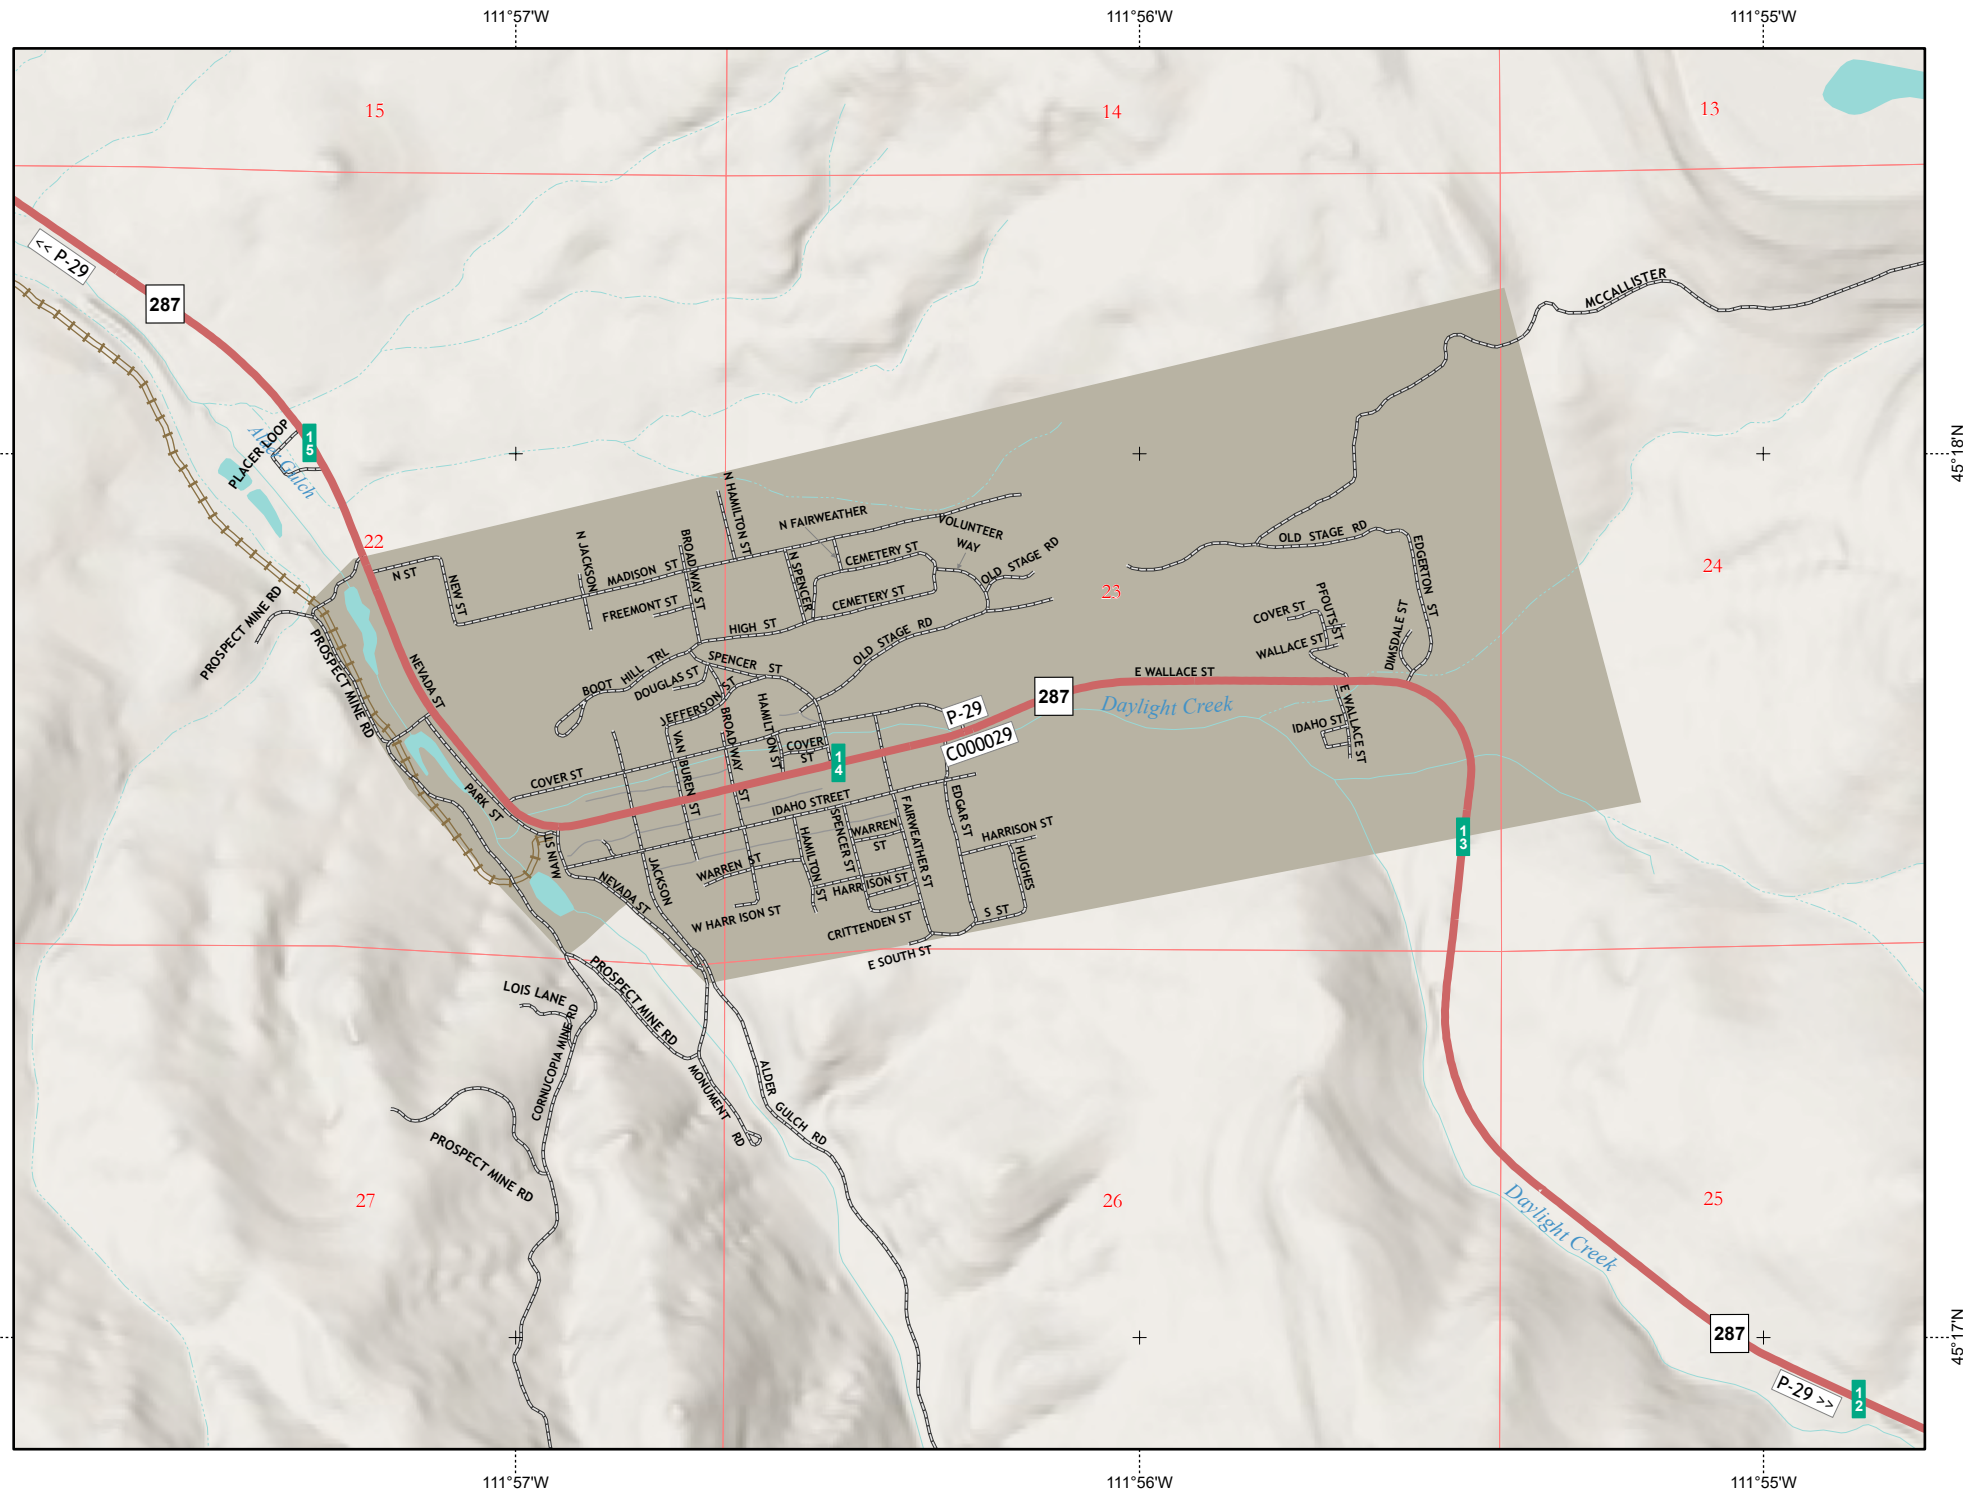 111°57'W
111°56'W
111°55'W
15
14
13
<< P-29
287
MCCALLISTER
PLACER LOOP
Alder Gulch
1
5
45°18'N
22
N ST
NEW ST
N JACKSON
MADISON ST
FREEMONT ST
BROADWAY ST
N HAMILTON ST
N FAIRWEATHER
N SPENCER
CEMETERY ST
CEMETERY ST
VOLUNTEER
WAY
OLD STAGE RD
OLD STAGE RD
EDGERTON ST
24
23
HIGH ST
OLD STAGE RD
COVER ST
PFOUTS ST
WALLACE ST
DIMSDALE ST
PROSPECT MINE RD
PROSPECT MINE RD
NEVADA ST
BOOT HILL TRL
SPENCER ST
DOUGLAS ST
JEFFERSON ST
E WALLACE ST
287
Daylight Creek
E WALLACE ST
IDAHO ST
P-29
C000029
VAN BUREN ST
BROADWAY ST
HAMILTON ST
COVER
ST
1
4
COVER ST
PARK ST
IDAHO STREET
MAIN ST
NEVADA ST
JACKSON
WARREN ST
HAMILTON ST
SPENCER ST
WARREN
ST
FAIRWEATHER ST
EDGAR ST
HARRISON ST
HUGHES
1
3
HARRISON ST
W HARRISON ST
CRITTENDEN ST
S ST
E SOUTH ST
LOIS LANE
PROSPECT MINE RD
CORNUCOPIA MINE RD
MONUMENT RD
ALDER GULCH RD
PROSPECT MINE RD
27
26
25
Daylight Creek
287
45°17'N
P-29 >>
1
2
111°57'W
111°56'W
111°55'W